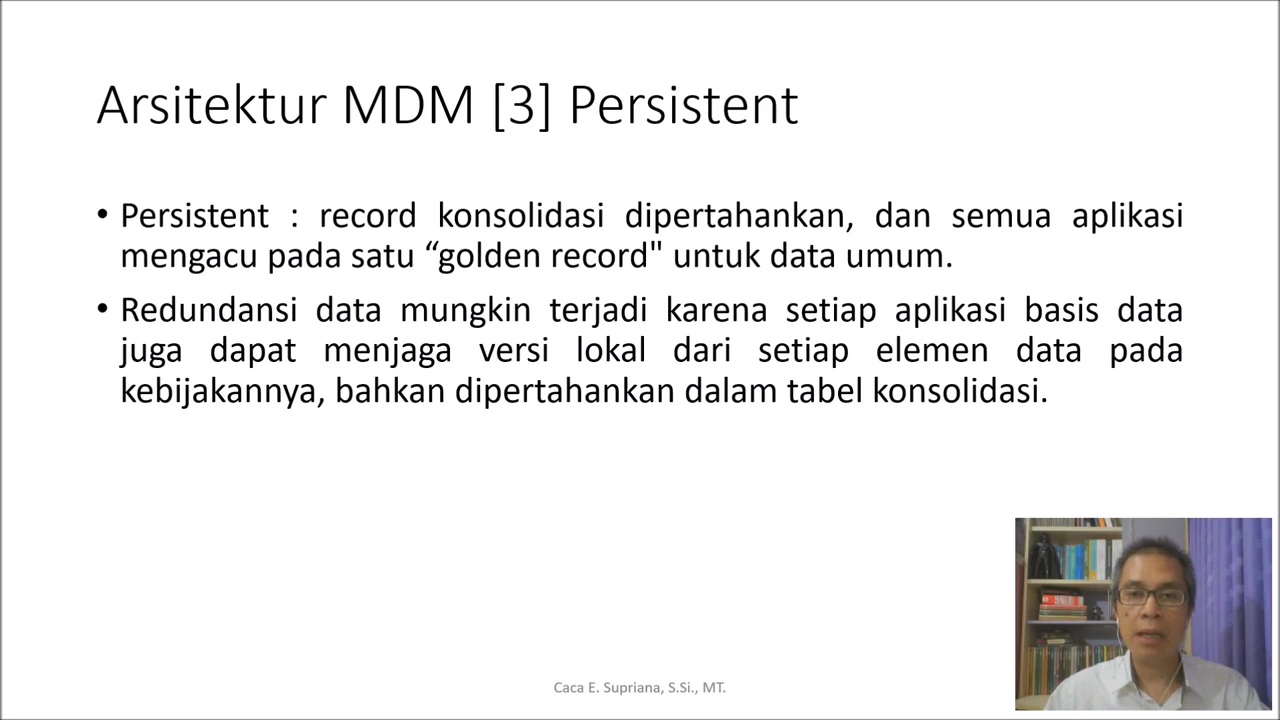 Arsitektur MDM [3] Persistent
• Persistent : record konsolidasi dipertahankan, dan semua aplikasi
mengacu pada satu “golden record" untuk data umum.
• Redundansi data mungkin terjadi karena setiap aplikasi basis data
juga dapat menjaga versi lokal dari setiap elemen data pada
kebijakannya, bahkan dipertahankan dalam tabel konsolidasi.
Caca E. Supriana, S.Si., MT.